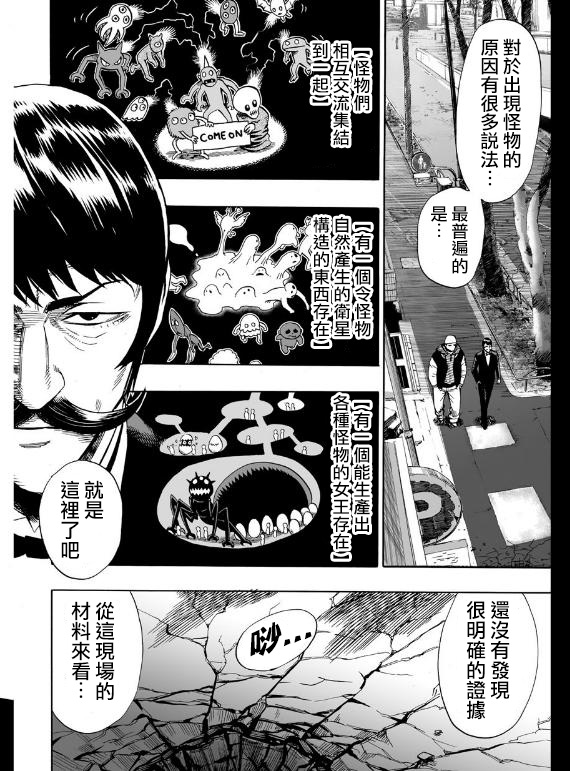 對於出現怪物的
原因有很多説法…
最普遍的
是…
【怪物們
相互交流集結
到一起】
COME ON
【有一個令怪物
自然產生的衛星
構造的東西存在】
【有一個能生產出
各種怪物的女王存在】
就是
這裡了吧
還沒有發現
很明確的證據
吵…
從這現場的
材料來看…